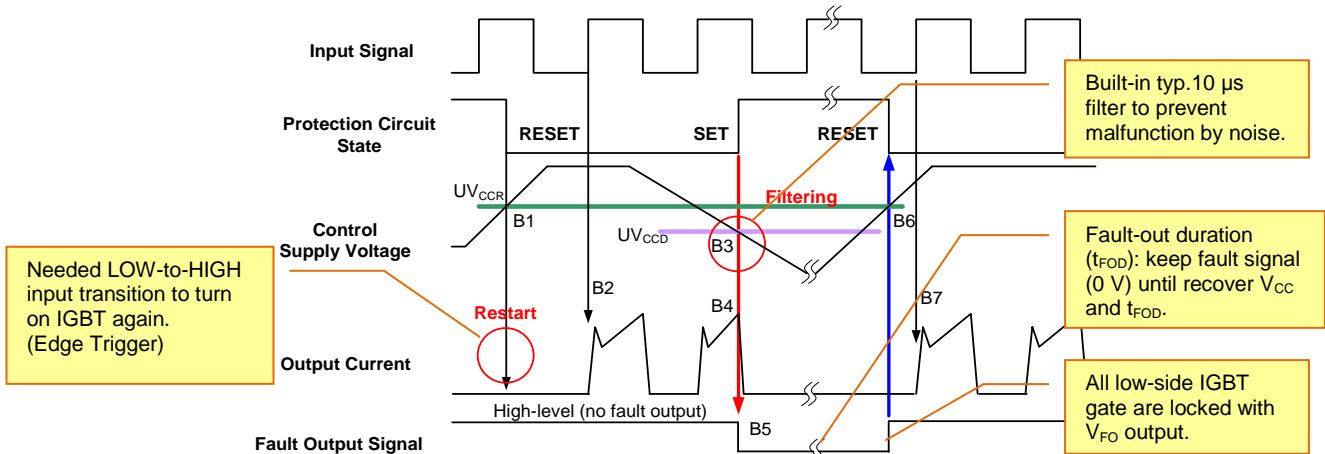 Input Signal
Built-in typ.10 µs
filter to prevent
malfunction by noise.
Protection Circuit
State
RESET
SET
RESET
UVCCR
Filtering
B1
B6
UVCCD
B3
Control
Supply Voltage
Needed LOW-to-HIGH
input transition to turn
on IGBT again.
(Edge Trigger)
Fault-out duration
(tFOD): keep fault signal
(0 V) until recover VCC
and tFOD.
B2
B4
B7
Restart
Output Current
High-level (no fault output)
B5
Fault Output Signal
All low-side IGBT
gate are locked with
VFO output.